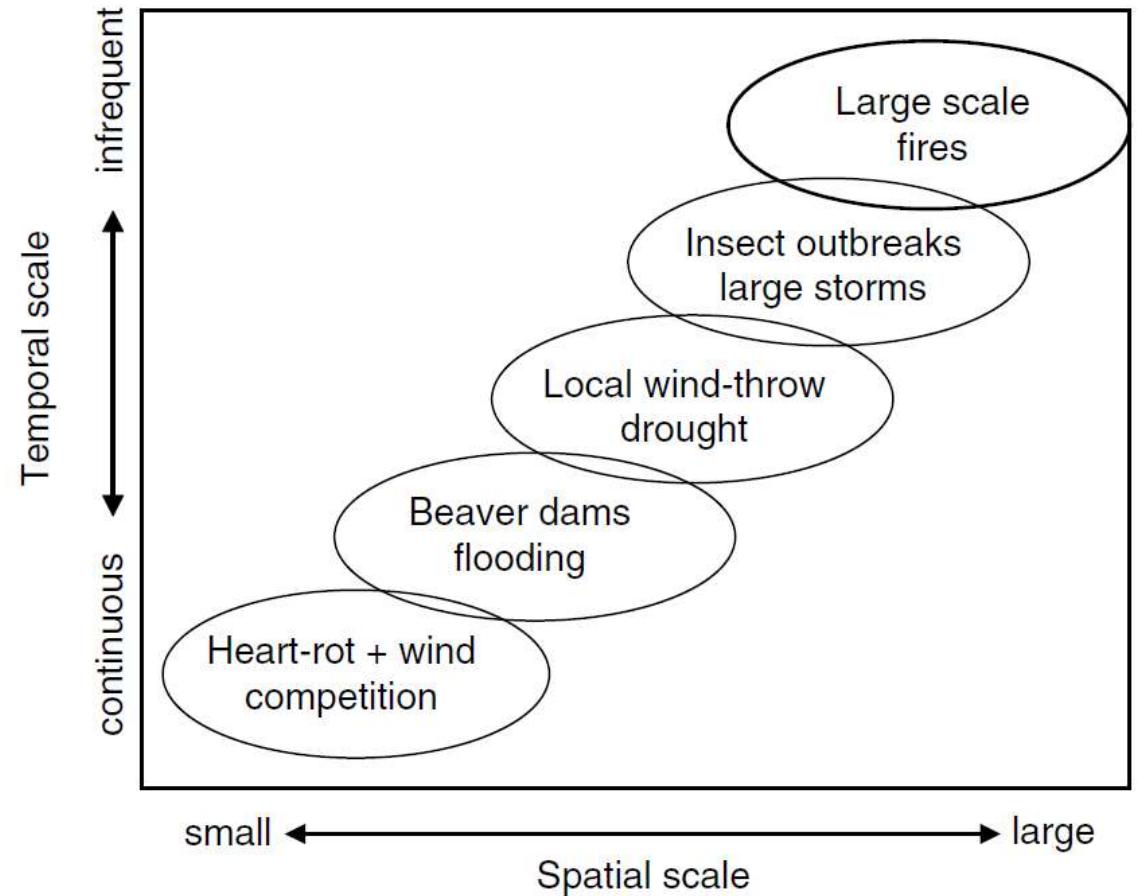 infrequent
Temporal scale
continuous
Large scale
fires
Insect outbreaks
large storms
Local wind-throw
drought
Beaver dams
flooding
Heart-rot + wind
competition
small
large
Spatial scale